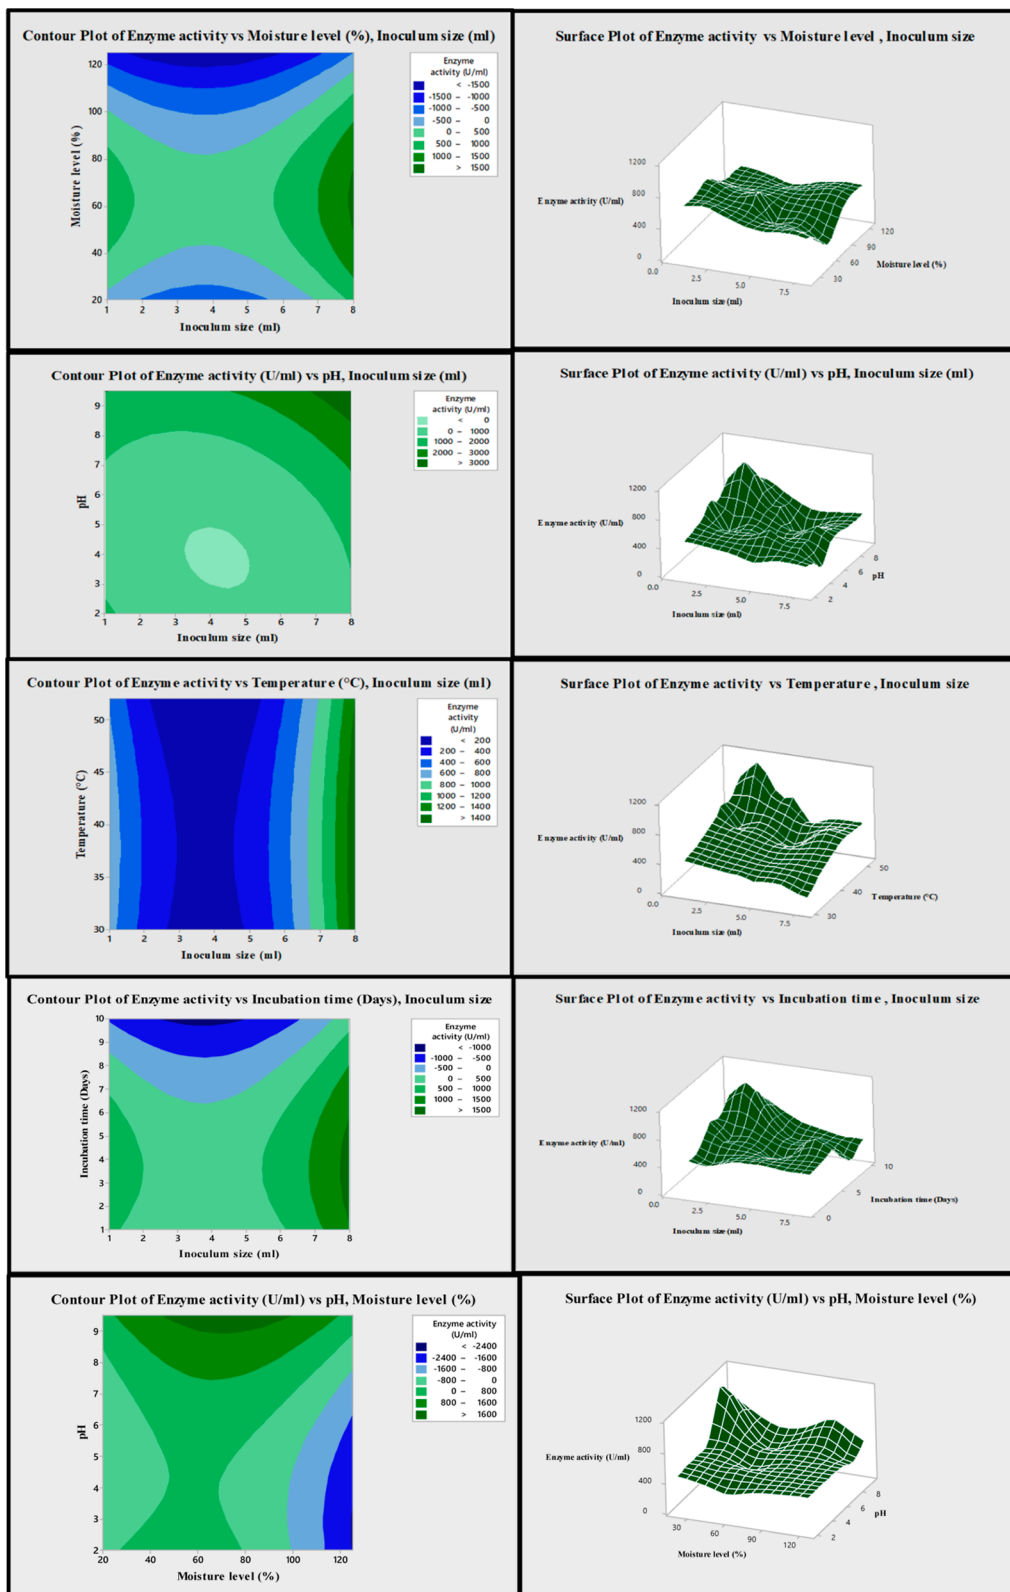 Contour Plot of Enzyme activity vs Moisture level (%), Inoculum size (ml)
Enzyme
activity (U/ml)
< -1500
-1500 – -1000
-1000 – -500
-500 – 0
0 – 500
500 – 1000
1000 – 1500
> 1500
Moisture level (%)
120
100
80
60
40
20
1 2 3 4 5 6 7 8
Inoculum size (ml)
Surface Plot of Enzyme activity vs Moisture level , Inoculum size
Enzyme activity (U/ml)
1200
800
400
0
0.0 2.5 5.0 7.5
Inoculum size (ml)
30 60 90 120
Moisture level (%)
Contour Plot of Enzyme activity (U/ml) vs pH, Inoculum size (ml)
Enzyme
activity (U/ml)
< 0
0 – 1000
1000 – 2000
2000 – 3000
> 3000
pH
9
8
7
6
5
4
3
2
1 2 3 4 5 6 7 8
Inoculum size (ml)
Surface Plot of Enzyme activity (U/ml) vs pH, Inoculum size (ml)
Enzyme activity (U/ml)
1200
800
400
0
0.0 2.5 5.0 7.5
Inoculum size (ml)
2 4 6 8
pH
Contour Plot of Enzyme activity vs Temperature (°C), Inoculum size (ml)
Enzyme
activity
(U/ml)
< 200
200 – 400
400 – 600
600 – 800
800 – 1000
1000 – 1200
1200 – 1400
> 1400
Temperature (°C)
50
45
40
35
30
1 2 3 4 5 6 7 8
Inoculum size (ml)
Surface Plot of Enzyme activity vs Temperature , Inoculum size
Enzyme activity (U/ml)
1200
800
400
0
0.0 2.5 5.0 7.5
Inoculum size (ml)
30 40 50
Temperature (°C)
Contour Plot of Enzyme activity vs Incubation time (Days), Inoculum size
Enzyme
activity (U/ml)
< -1000
-1000 – -500
-500 – 0
0 – 500
500 – 1000
1000 – 1500
> 1500
Incubation time (Days)
10
9
8
7
6
5
4
3
2
1
1 2 3 4 5 6 7 8
Inoculum size (ml)
Surface Plot of Enzyme activity vs Incubation time , Inoculum size
Enzyme activity (U/ml)
1200
800
400
0
0.0 2.5 5.0 7.5
Inoculum size (ml)
0 5 10
Incubation time (Days)
Contour Plot of Enzyme activity (U/ml) vs pH, Moisture level (%)
Enzyme activity
(U/ml)
< -2400
-2400 – -1600
-1600 – -800
-800 – 0
0 – 800
800 – 1600
> 1600
pH
9
8
7
6
5
4
3
2
20 40 60 80 100 120
Moisture level (%)
Surface Plot of Enzyme activity (U/ml) vs pH, Moisture level (%)
Enzyme activity (U/ml)
1200
800
400
0
30 60 90 120
Moisture level (%)
2 4 6 8
pH